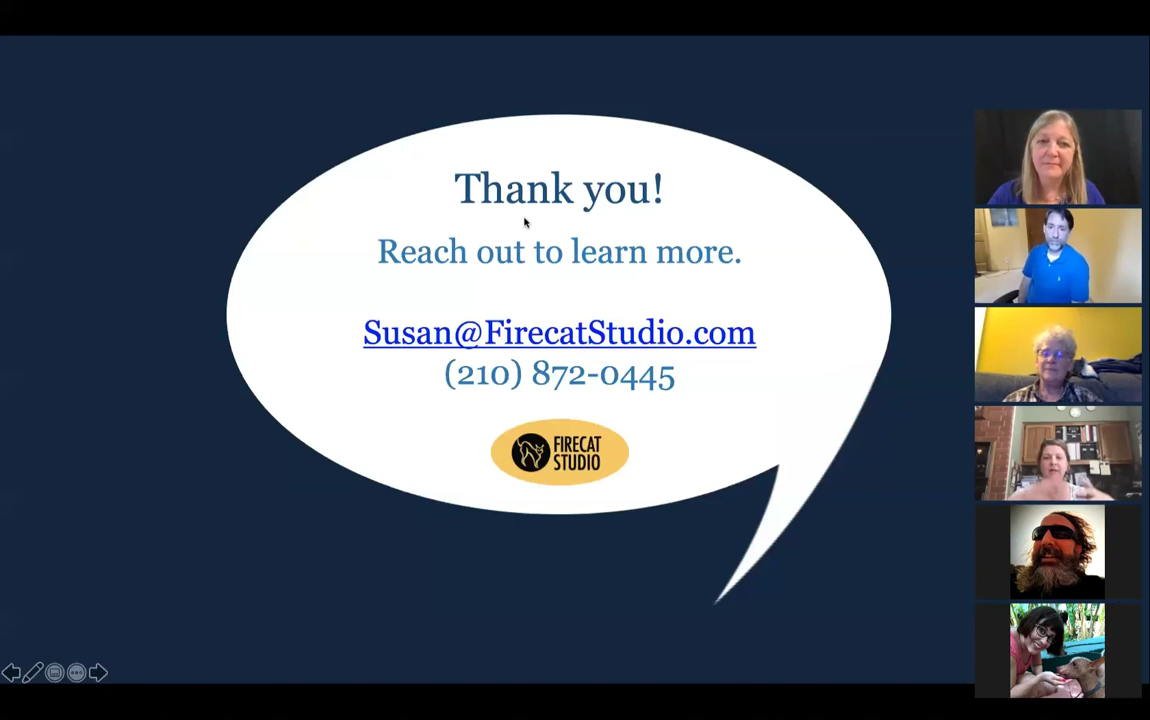 Thank you!
Reach out to learn more.
Susan@FirecatStudio.com
(210) 872-0445
FIRECAT
STUDIO